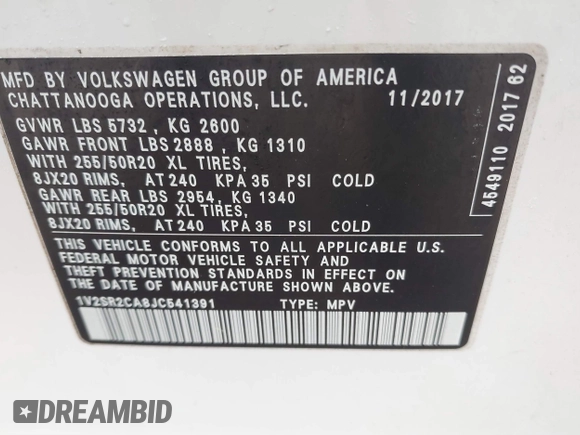 MFD BY VOLKSWAGEN GROUP OF AMERICA
CHATTANOOGA OPERATIONS, LLC. 11/2017
GVWR LBS 5732 , KG 2600
GAWR FRONT LBS 2888 , KG 1310
WITH 255/50R20 XL TIRES,
8JX20 RIMS, AT 240 KPA 35 PSI COLD
GAWR REAR LBS 2954, KG 1340
WITH 255/50R20 XL TIRES,
8JX20 RIMS, AT 240 KPA 35 PSI COLD
THIS VEHICLE CONFORMS TO ALL APPLICABLE U.S.
FEDERAL MOTOR VEHICLE SAFETY AND
THEFT PREVENTION STANDARDS IN EFFECT ON
THE DATE OF MANUFACTURE SHOWN ABOVE.
1V2SR2CA8JC541391 TYPE: MPV
4549110 2017 62
DREAMBID